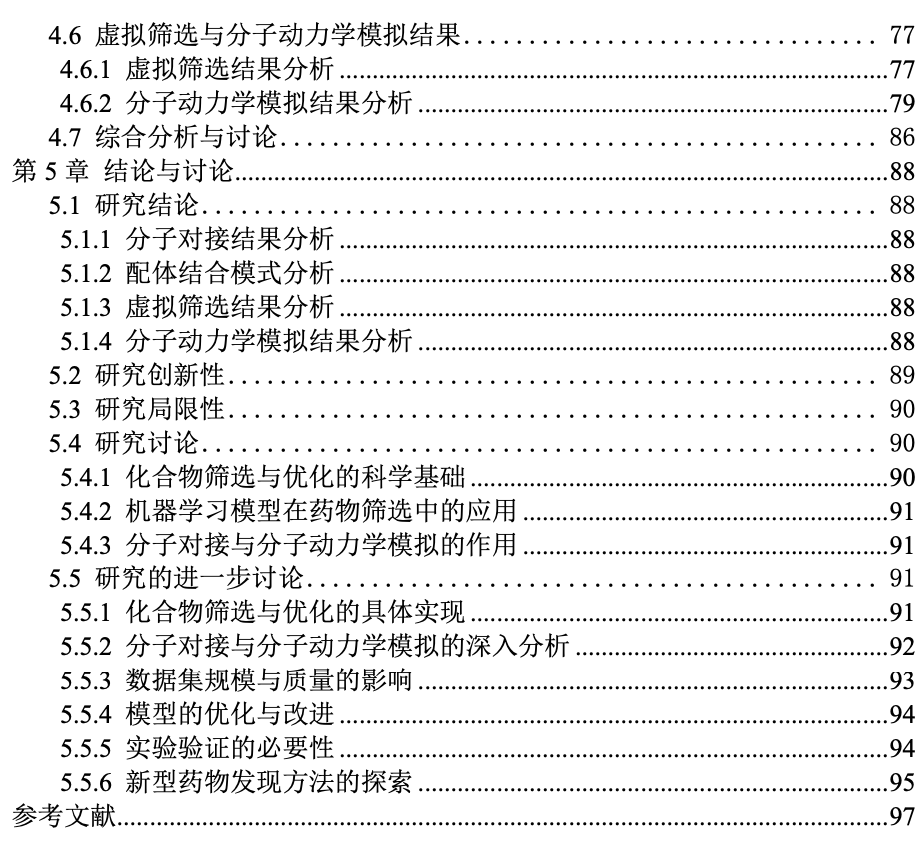 4.6 虚拟筛选与分子动力学模拟结果........................................ 77
4.6.1 虚拟筛选结果分析........................................77
4.6.2 分子动力学模拟结果分析........................................79
4.7 综合分析与讨论........................................ 86
第 5 章 结论与讨论........................................88
5.1 研究结论........................................ 88
5.1.1 分子对接结果分析........................................88
5.1.2 配体结合模式分析........................................88
5.1.3 虚拟筛选结果分析........................................88
5.1.4 分子动力学模拟结果分析........................................88
5.2 研究创新性........................................ 89
5.3 研究局限性........................................ 90
5.4 研究讨论........................................ 90
5.4.1 化合物筛选与优化的科学基础........................................90
5.4.2 机器学习模型在药物筛选中的应用........................................91
5.4.3 分子对接与分子动力学模拟的作用........................................91
5.5 研究的进一步讨论........................................ 91
5.5.1 化合物筛选与优化的具体实现........................................91
5.5.2 分子对接与分子动力学模拟的深入分析........................................92
5.5.3 数据集规模与质量的影响........................................93
5.5.4 模型的优化与改进........................................94
5.5.5 实验验证的必要性........................................94
5.5.6 新型药物发现方法的探索........................................95
参考文献........................................97